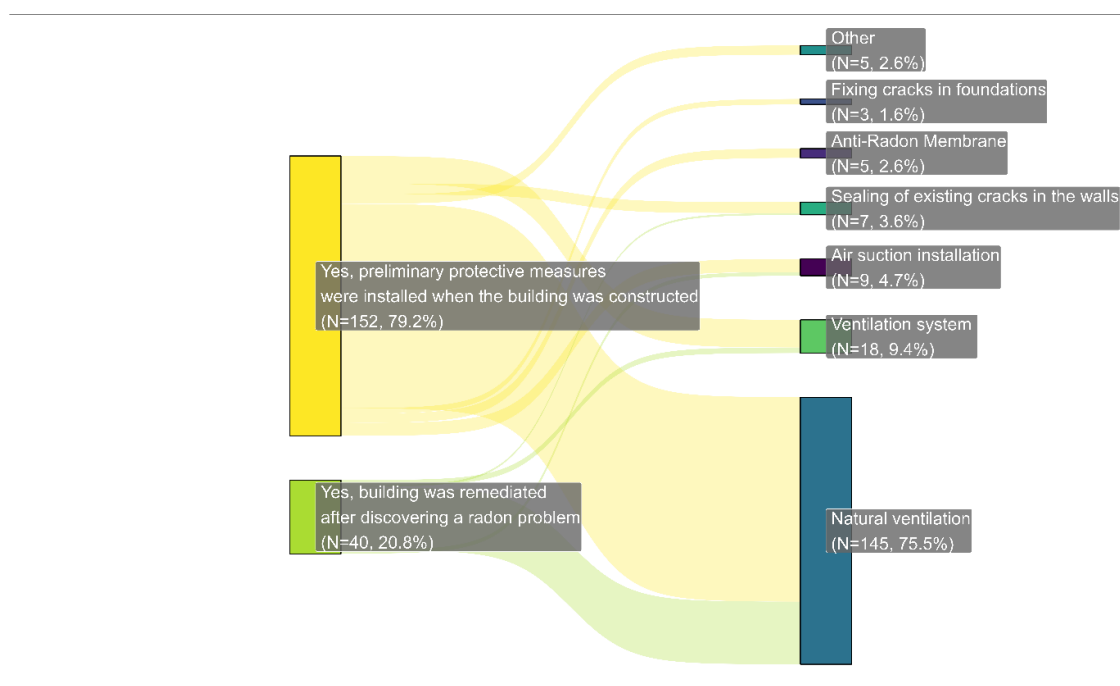 Other
(N=5, 2.6%)
Fixing cracks in foundations
(N=3, 1.6%)
Anti-Radon Membrane
(N=5, 2.6%)
Sealing of existing cracks in the walls
(N=7, 3.6%)
Air suction installation
(N=9, 4.7%)
Yes, preliminary protective measures
were installed when the building was constructed
(N=152, 79.2%)
Ventilation system
(N=18, 9.4%)
Yes, building was remediated
after discovering a radon problem
(N=40, 20.8%)
Natural ventilation
(N=145, 75.5%)